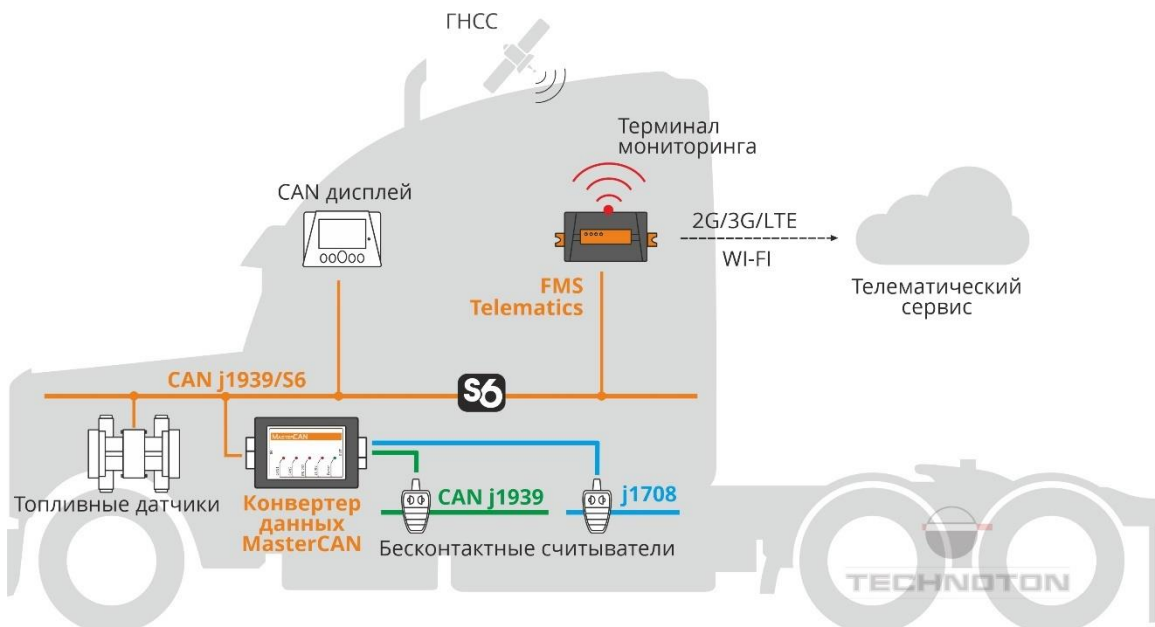 ГНСС
Терминал
мониторинга
CAN дисплей
2G/3G/LTE
WI-FI
FMS
Telematics
Телематический
сервис
CAN j1939/S6
S6
MasterCAN
Топливные датчики
Конвертер
данных
MasterCAN
CAN j1939
j1708
Бесконтактные считыватели
TECHNOTON